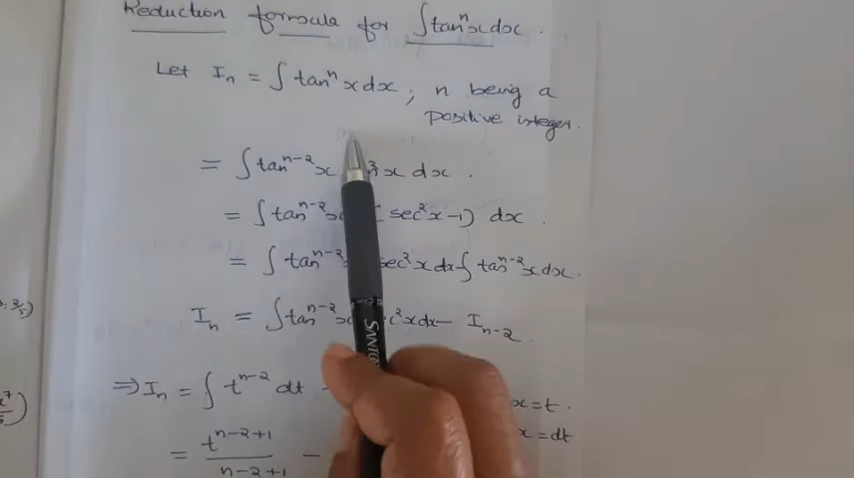 Reduction formula for ∫tanⁿxdx.
Let Iₙ = ∫ tanⁿ x dx ; n being a
positive integer.
= ∫ tanⁿ⁻² x x dx .
= ∫ tanⁿ⁻² x sec²x-1) dx .
= ∫ tanⁿ⁻² sec²x dx ∫ tanⁿ⁻² x dx.
Iₙ = ∫ tanⁿ⁻² x c²x dx - Iₙ₋₂ .
⇒ Iₙ = ∫ tⁿ⁻² dt - x = t .
= tⁿ⁻²⁺¹ / n-2+1 - x = dt